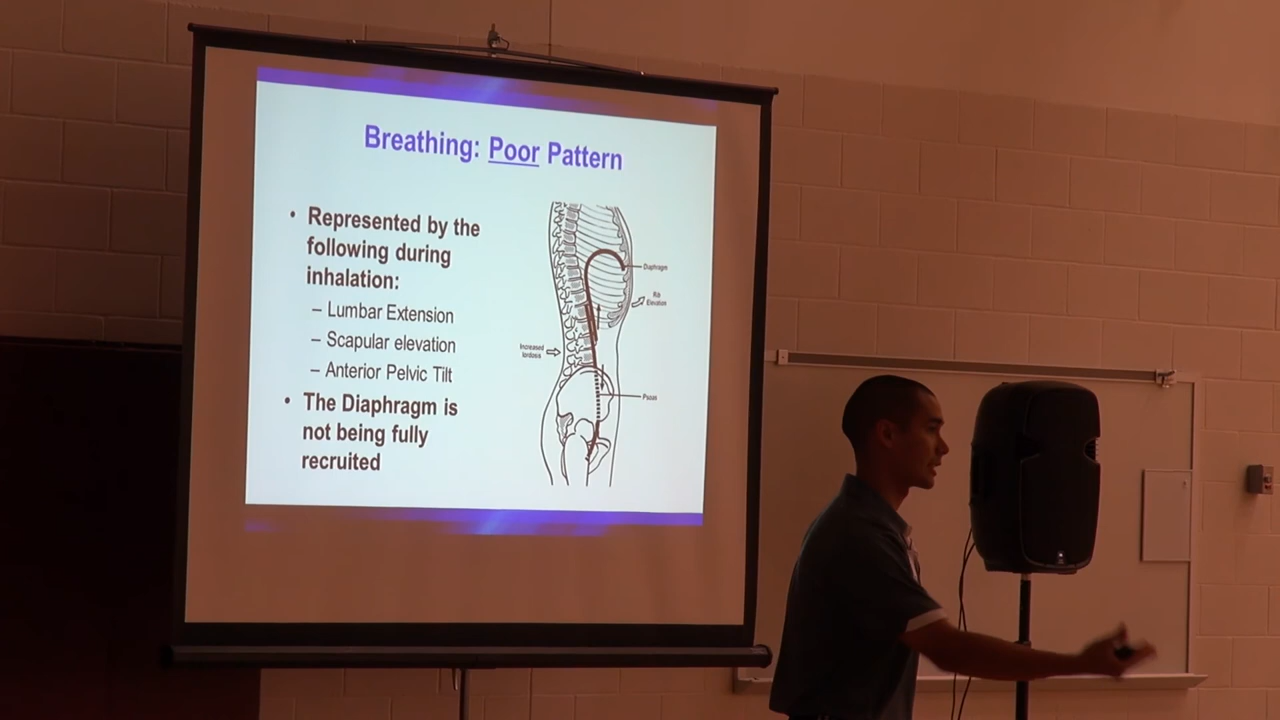 Breathing: Poor Pattern
• Represented by the
following during
inhalation:
– Lumbar Extension
– Scapular elevation
– Anterior Pelvic Tilt
• The Diaphragm is
not being fully
recruited
Diaphragm
Rib
Elevation
Increased
lordosis
Psoas